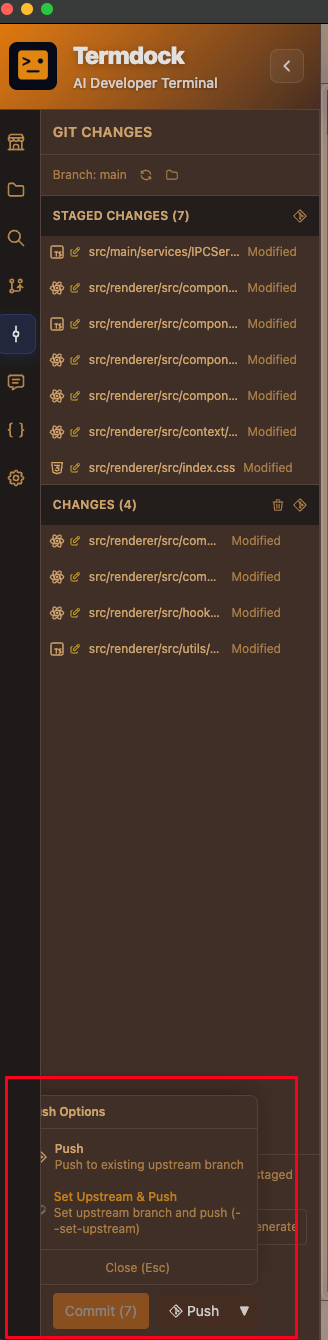 Termdock
AI Developer Terminal
GIT CHANGES
Branch: main
STAGED CHANGES (7)
TS src/main/services/IPCSer... Modified
src/renderer/src/compon... Modified
TS src/renderer/src/compon... Modified
src/renderer/src/compon... Modified
src/renderer/src/compon... Modified
src/renderer/src/context/... Modified
src/renderer/src/index.css Modified
CHANGES (4)
src/renderer/src/com... Modified
src/renderer/src/com... Modified
src/renderer/src/hook... Modified
TS src/renderer/src/utils/... Modified
sh Options
Push
Push to existing upstream branch
staged
Set Upstream & Push
Set upstream branch and push (-
-set-upstream)
enerate
Close (Esc)
Commit (7) Push ▼